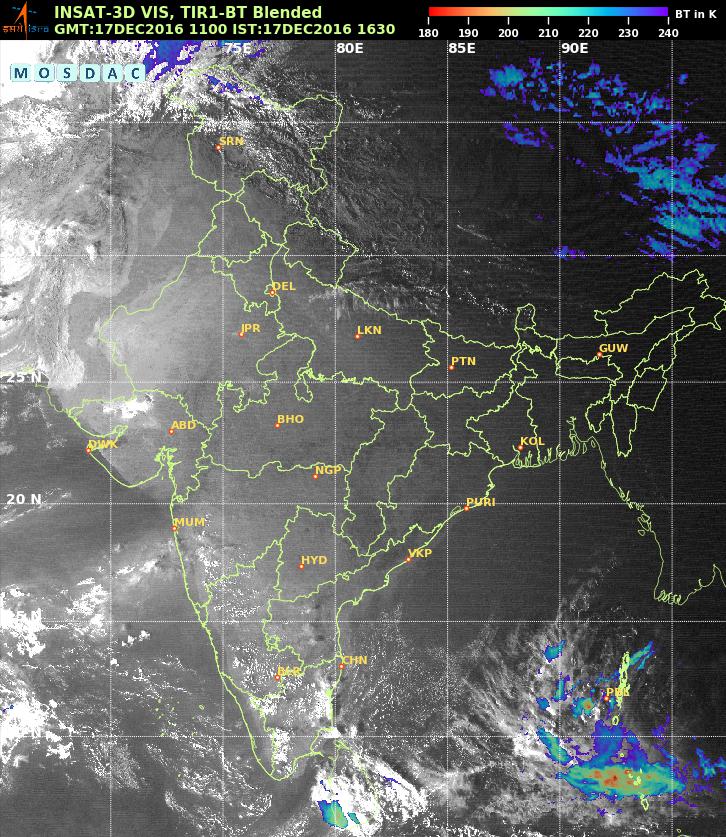 INSAT-3D VIS, TIR1-BT Blended
GMT:17DEC2016 1100 IST:17DEC2016 1630
BT in K
180 190 200 210 220 230 240
75E 80E 85E 90E
M O S D A C
SRN
DEL
JPR
LKN
GUW
PTN
25 N
ABD
BHO
KOL
DWK
NGP
20 N
PURI
MUM
VKP
HYD
CHN
BLR
PBL